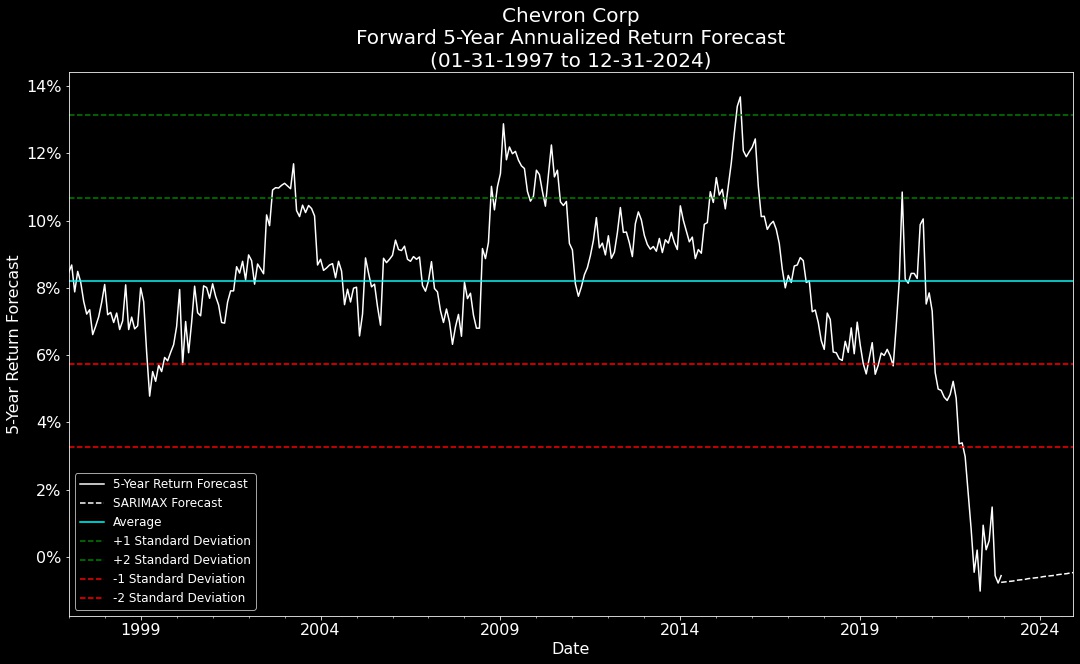 Chevron Corp
Forward 5-Year Annualized Return Forecast
(01-31-1997 to 12-31-2024)
14%
12%
10%
8%
6%
4%
2%
0%
5-Year Return Forecast
5-Year Return Forecast
SARIMAX Forecast
Average
+1 Standard Deviation
+2 Standard Deviation
-1 Standard Deviation
-2 Standard Deviation
1999
2004
2009
2014
2019
2024
Date